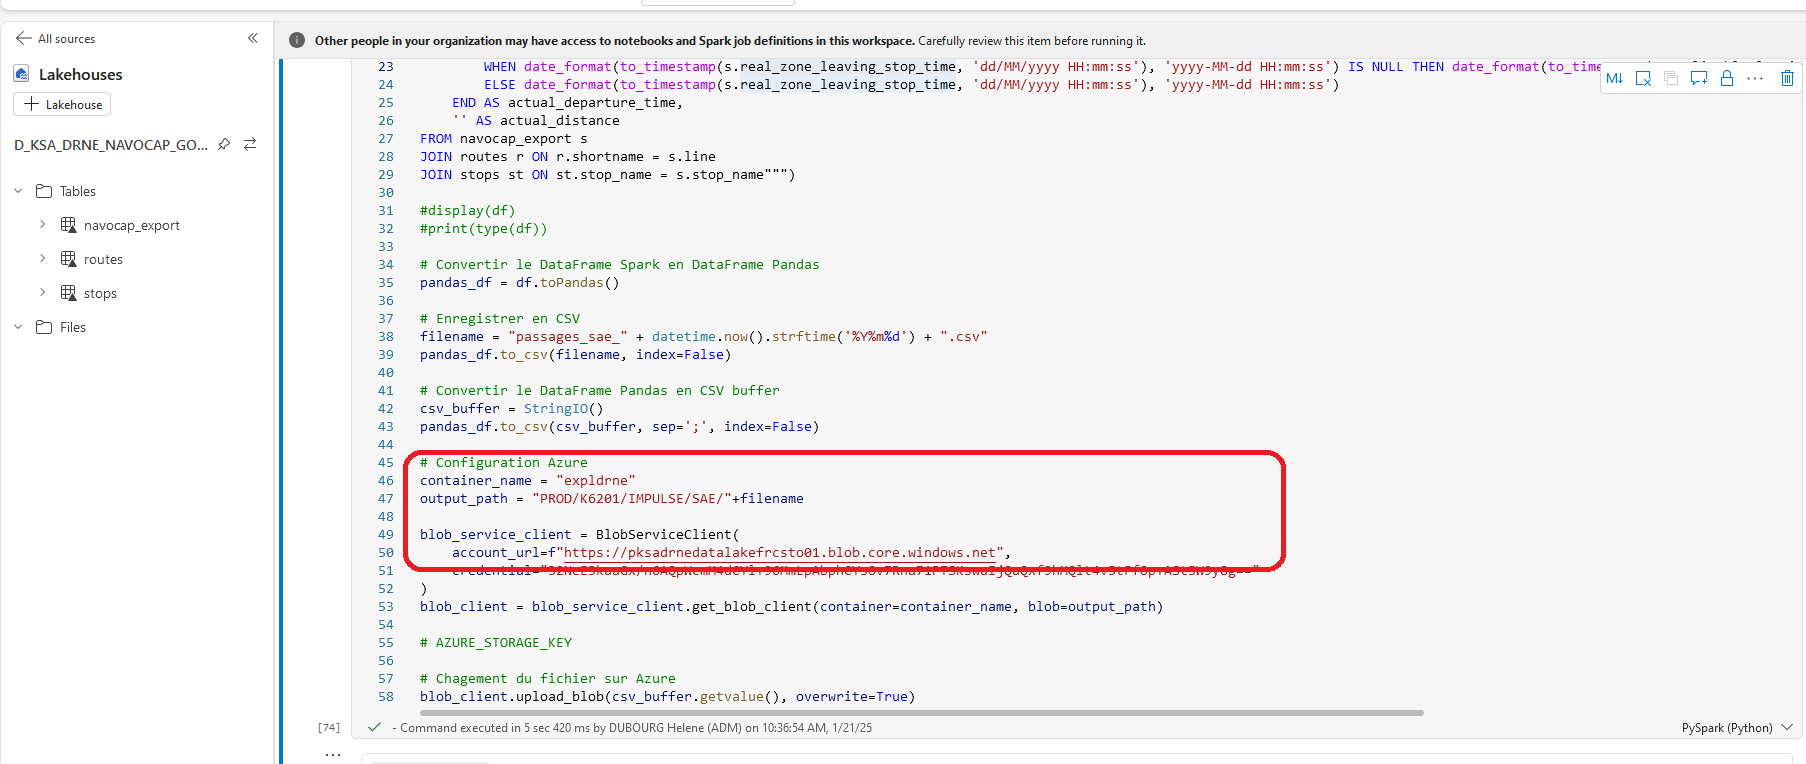 All sources
Lakehouses
Lakehouse
D_KSA_DRNE_NAVOCAP_GO...
Tables
navocap_export
routes
stops
Files
Other people in your organization may have access to notebooks and Spark job definitions in this workspace. Carefully review this item before running it.
23 WHEN date_format(to_timestamp(s.real_zone_leaving_stop_time, 'dd/MM/yyyy HH:mm:ss'), 'yyyy-MM-dd HH:mm:ss') IS NULL THEN date_format(to_time
24 ELSE date_format(to_timestamp(s.real_zone_leaving_stop_time, 'dd/MM/yyyy HH:mm:ss'), 'yyyy-MM-dd HH:mm:ss')
25 END AS actual_departure_time,
26 '' AS actual_distance
27 FROM navocap_export s
28 JOIN routes r ON r.shortname = s.line
29 JOIN stops st ON st.stop_name = s.stop_name""")
30
31 #display(df)
32 #print(type(df))
33
34 # Convertir le DataFrame Spark en DataFrame Pandas
35 pandas_df = df.toPandas()
36
37 # Enregistrer en CSV
38 filename = "passages_sae_" + datetime.now().strftime('%Y%m%d') + ".csv"
39 pandas_df.to_csv(filename, index=False)
40
41 # Convertir le DataFrame Pandas en CSV buffer
42 csv_buffer = StringIO()
43 pandas_df.to_csv(csv_buffer, sep=';', index=False)
44
45 # Configuration Azure
46 container_name = "expldrne"
47 output_path = "PROD/K6201/IMPULSE/SAE/"+filename
48
49 blob_service_client = BlobServiceClient(
50 account_url=f"https://pksadrnedatalakefrcsto01.blob.core.windows.net",
51 credential=
52 )
53 blob_client = blob_service_client.get_blob_client(container=container_name, blob=output_path)
54
55 # AZURE_STORAGE_KEY
56
57 # Chagement du fichier sur Azure
58 blob_client.upload_blob(csv_buffer.getvalue(), overwrite=True)
M↓
[74] - Command executed in 5 sec 420 ms by DUBOURG Helene (ADM) on 10:36:54 AM, 1/21/25
PySpark (Python)